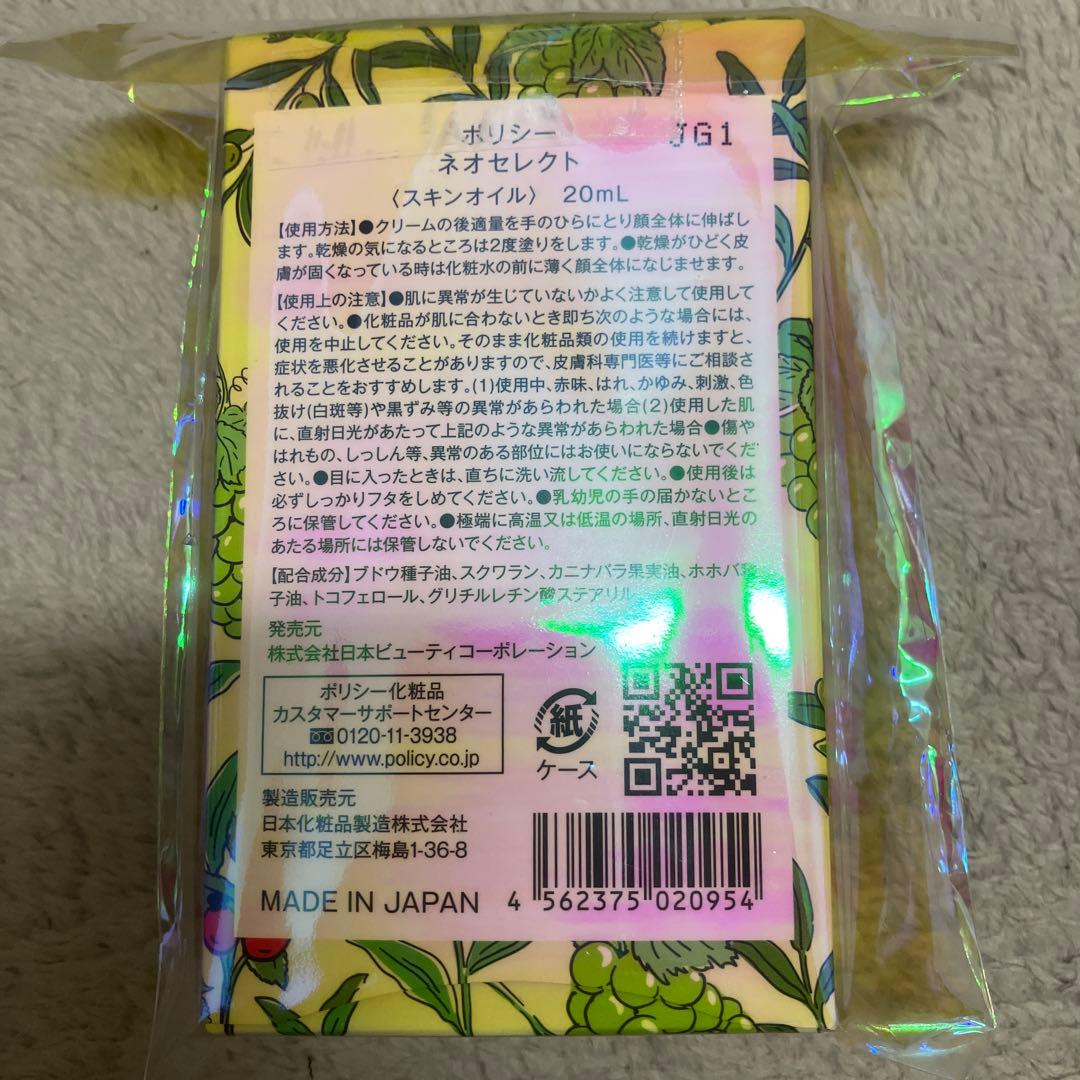 ポリシー
JG1
ネオセレクト
〈スキンオイル〉 20mL
【使用方法】●クリームの後適量を手のひらにとり顔全体に伸ばし
ます。乾燥の気になるところは2度塗りをします。●乾燥がひどく皮
膚が固くなっている時は化粧水の前に薄く顔全体になじませます。
【使用上の注意】●肌に異常が生じていないかよく注意して使用して
ください。●化粧品が肌に合わないとき即ち次のような場合には、
使用を中止してください。そのまま化粧品類の使用を続けますと、
症状を悪化させることがありますので、皮膚科専門医等にご相談さ
れることをおすすめします。(1)使用中、赤味、はれ、かゆみ、刺激、色
抜け(白斑等)や黒ずみ等の異常があらわれた場合(2)使用した肌
に、直射日光があたって上記のような異常があらわれた場合●傷や
はれもの、しっしん等、異常のある部位にはお使いにならないでくだ
さい。●目に入ったときは、直ちに洗い流してください。●使用後は
必ずしっかりフタをしめてください。●乳幼児の手の届かないとこ
ろに保管してください。●極端に高温又は低温の場所、直射日光の
あたる場所には保管しないでください。
【配合成分】ブドウ種子油、スクワラン、カニナバラ果実油、ホホバ種
子油、トコフェロール、グリチルレチン酸ステアリル
発売元
株式会社日本ビューティコーポレーション
ポリシー化粧品
カスタマーサポートセンター
0120-11-3938
http://www.policy.co.jp
紙
ケース
製造販売元
日本化粧品製造株式会社
東京都足立区梅島1-36-8
MADE IN JAPAN
4 562375 020954